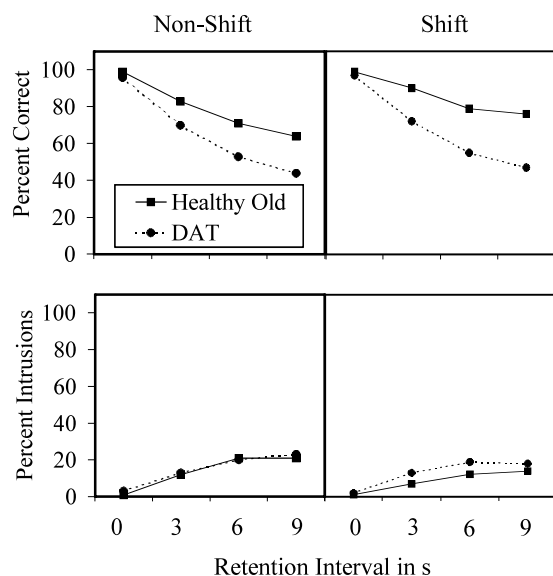 Non-Shift Shift
Percent Correct
100
80
60
40
20
0
Healthy Old
DAT
Percent Intrusions
100
80
60
40
20
0
0 3 6 9 0 3 6 9
Retention Interval in s